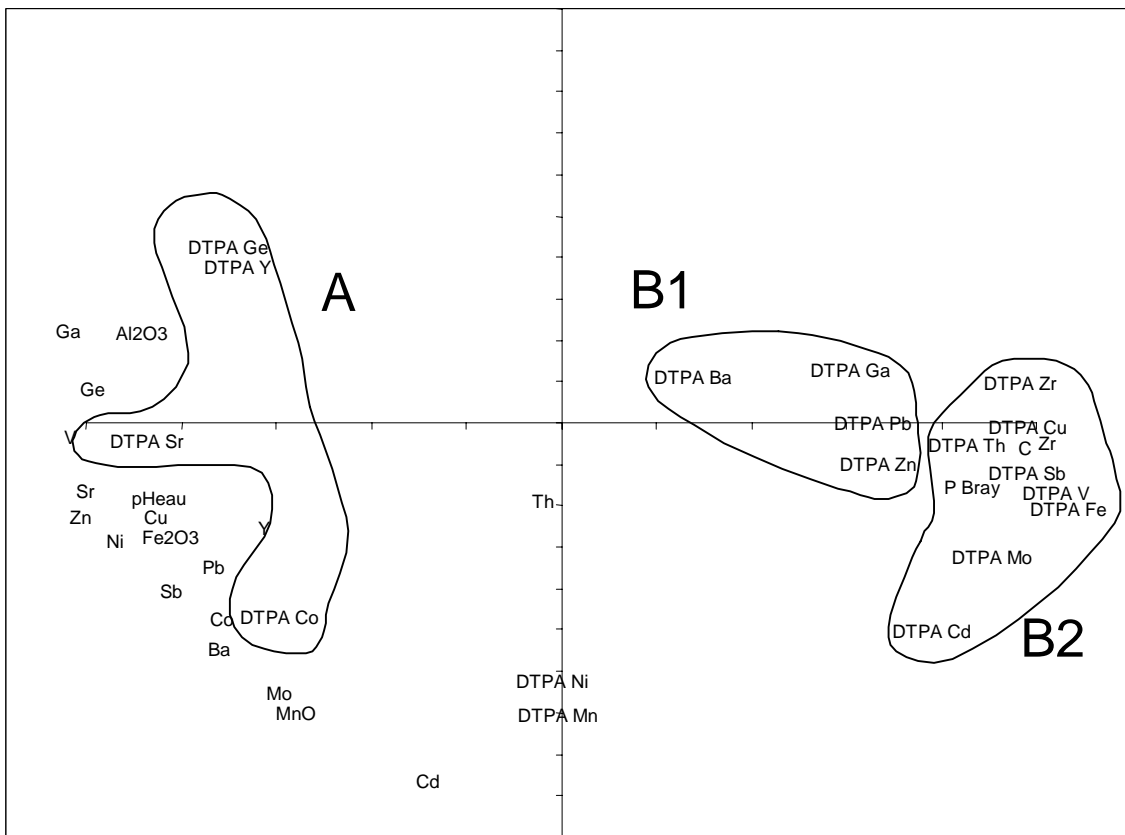 DTPA Ge
DTPA Y
A
B1
Ga
Al2O3
DTPA Ba
DTPA Ga
DTPA Zr
Ge
V
DTPA Sr
DTPA Pb
DTPA Cu
DTPA Th
C
Zr
DTPA Zn
DTPA Sb
P Bray
DTPA V
DTPA Fe
Sr
pHeau
Th
Zn
Cu
Y
Ni
Fe2O3
Pb
DTPA Mo
Sb
Co
DTPA Co
DTPA Cd
B2
Ba
DTPA Ni
Mo
MnO
DTPA Mn
Cd